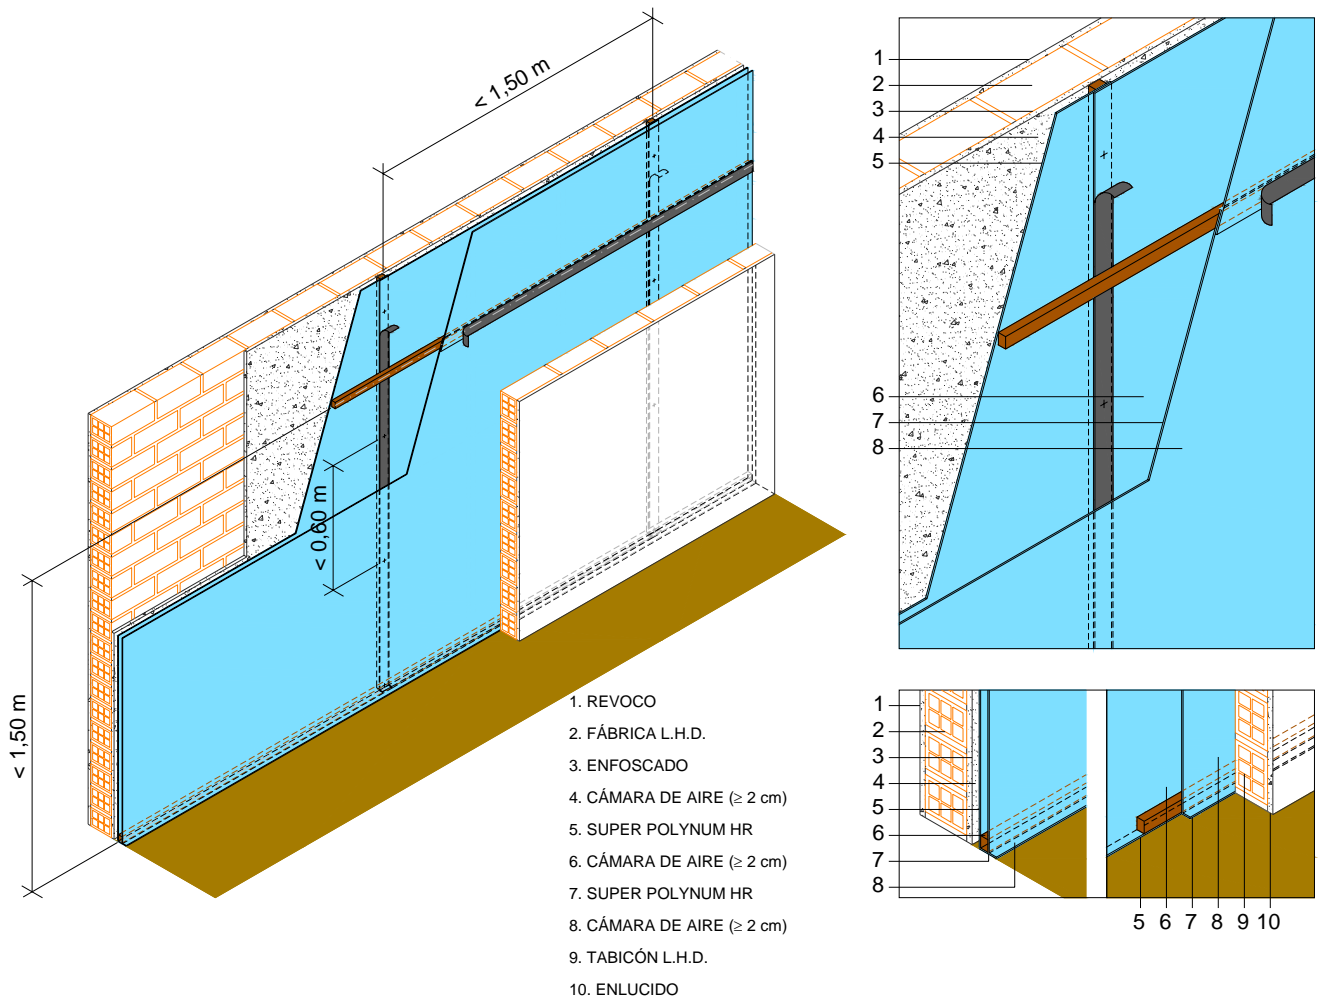 < 1,50 m
< 0,60 m
< 1,50 m
1. REVOCO
2. FÁBRICA L.H.D.
3. ENFOSCADO
4. CÁMARA DE AIRE (≥ 2 cm)
5. SUPER POLYNUM HR
6. CÁMARA DE AIRE (≥ 2 cm)
7. SUPER POLYNUM HR
8. CÁMARA DE AIRE (≥ 2 cm)
9. TABICÓN L.H.D.
10. ENLUCIDO
1
2
3
4
5
6
7
8
1
2
3
4
5
6
7
8
5 6 7 8 9 10